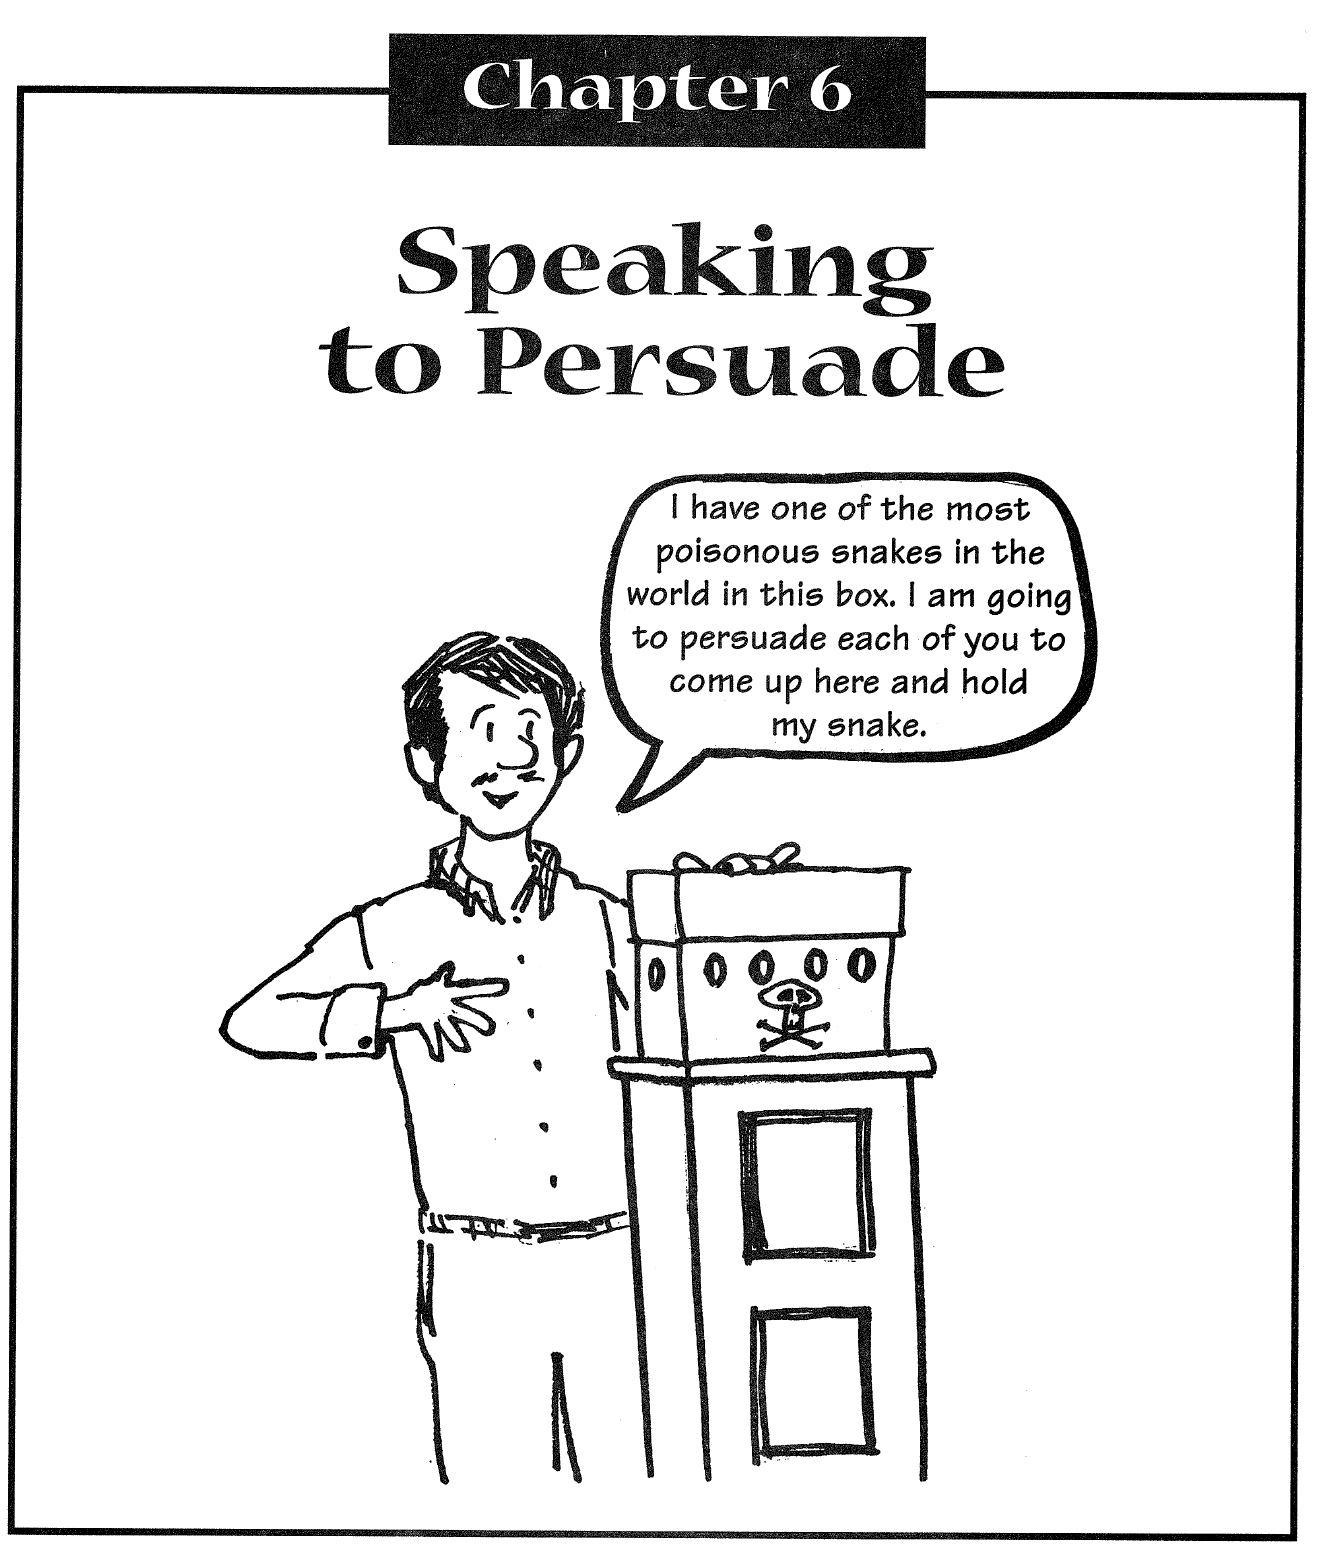 Chapter 6
Speaking
to Persuade
I have one of the most
poisonous snakes in the
world in this box. I am going
to persuade each of you to
come up here and hold
my snake.